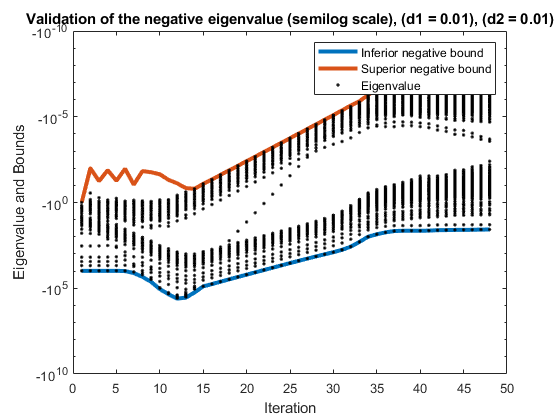 Validation of the negative eigenvalue (semilog scale), (d1 = 0.01), (d2 = 0.01)
-10^-10
Inferior negative bound
Superior negative bound
Eigenvalue
-10^-5
-10^0
-10^5
-10^10
Eigenvalue and Bounds
0 5 10 15 20 25 30 35 40 45 50
Iteration